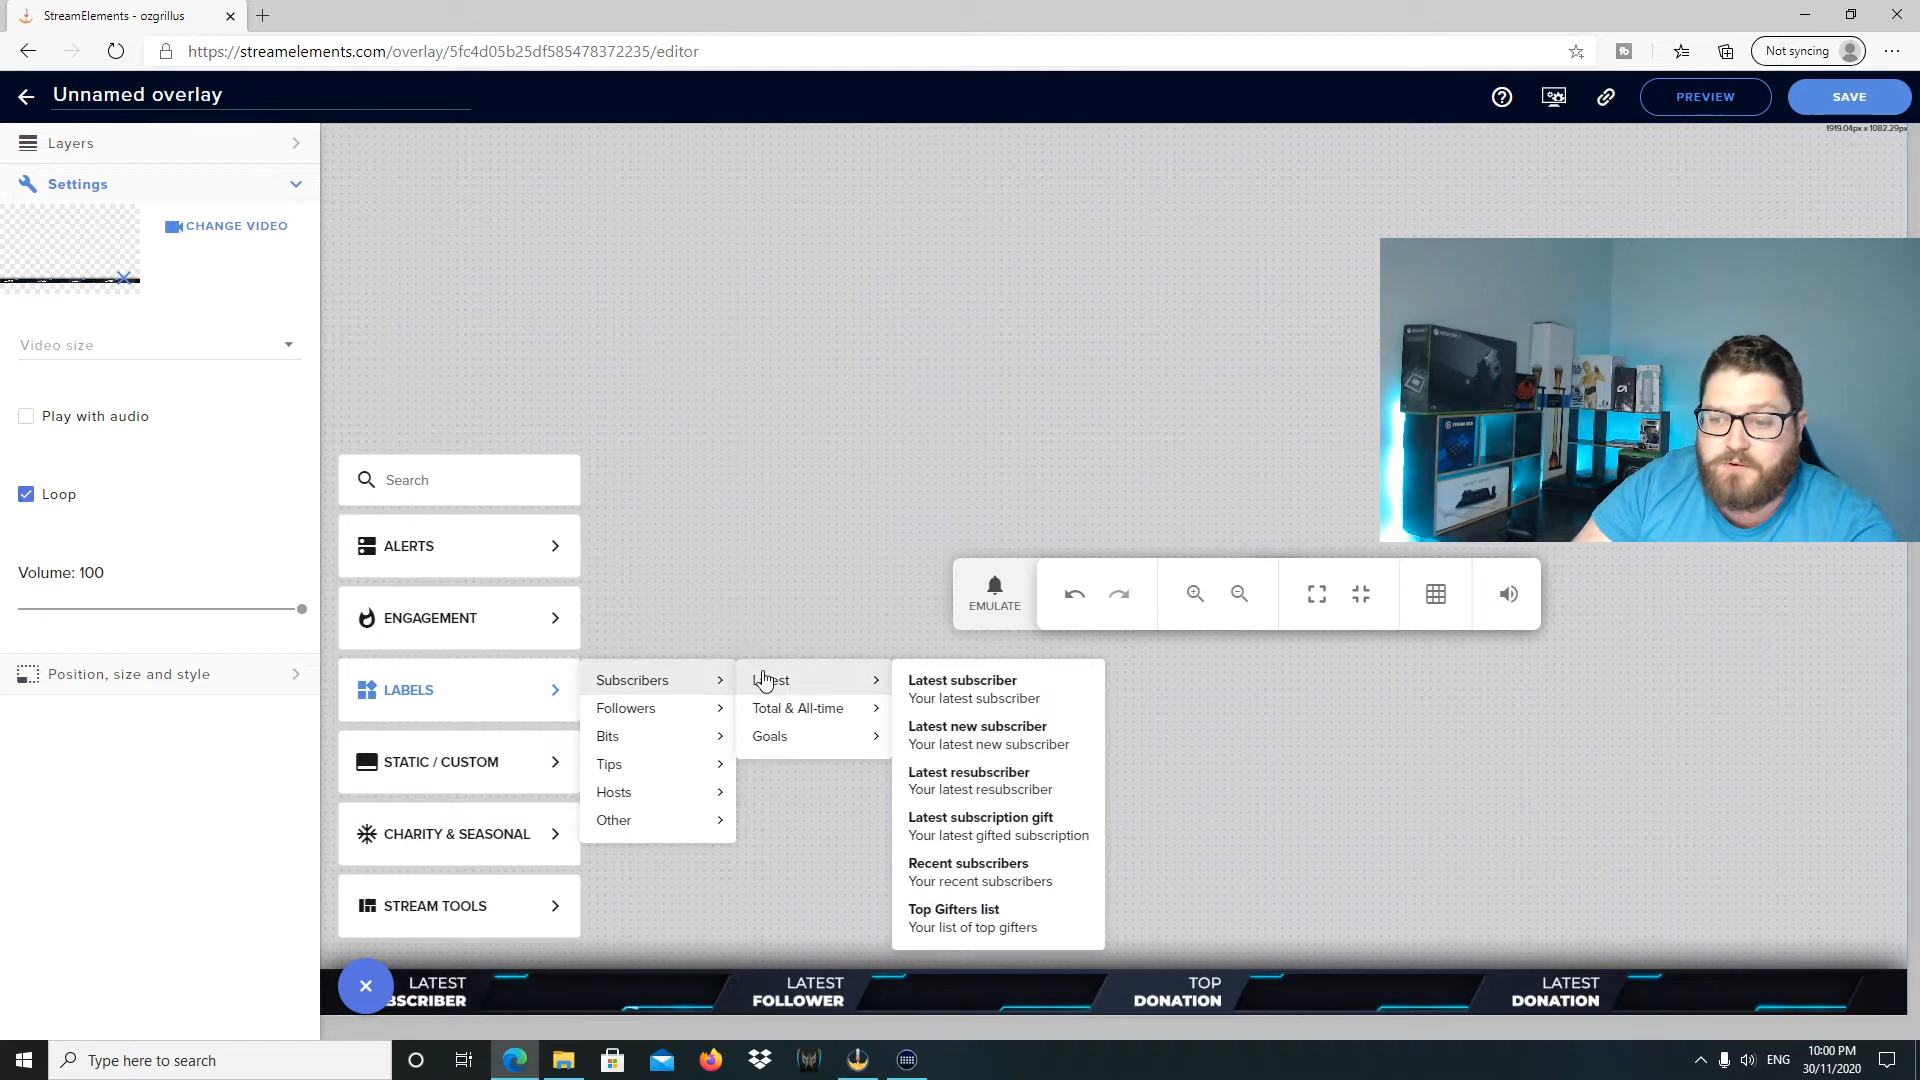 StreamElements - ozgrillus
https://streamelements.com/overlay/5fc4d05b25df585478372235/editor
Not syncing
Unnamed overlay
PREVIEW
SAVE
1919.04px x 1082.29px
Layers
Settings
CHANGE VIDEO
Video size
Play with audio
Loop
Volume: 100
Position, size and style
Search
ALERTS
ENGAGEMENT
LABELS
STATIC / CUSTOM
CHARITY & SEASONAL
STREAM TOOLS
Subscribers
Followers
Bits
Tips
Hosts
Other
Total & All-time
Goals
Latest subscriber
Your latest subscriber
Latest new subscriber
Your latest new subscriber
Latest resubscriber
Your latest resubscriber
Latest subscription gift
Your latest gifted subscription
Recent subscribers
Your recent subscribers
Top Gifters list
Your list of top gifters
EMULATE
LATEST
BSCRIBER
LATEST
FOLLOWER
TOP
DONATION
LATEST
DONATION
Type here to search
ENG
10:00 PM
30/11/2020